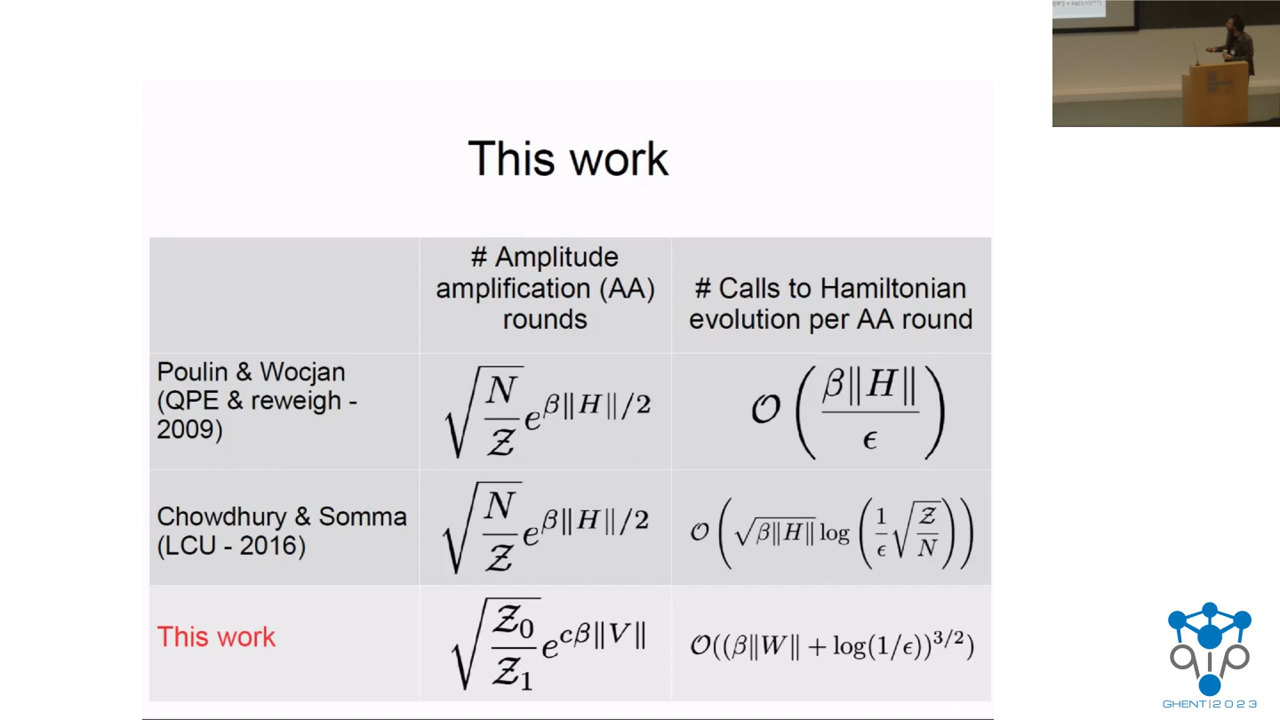 This work
# Amplitude
amplification (AA)
rounds
# Calls to Hamiltonian
evolution per AA round
Poulin & Wocjan
(QPE & reweigh -
2009)
√(N/𝒵) e^{β‖H‖/2}
𝒪(β‖H‖/ϵ)
Chowdhury & Somma
(LCU - 2016)
√(N/𝒵) e^{β‖H‖/2}
𝒪(√(β‖H‖) log(1/ϵ √(𝒵/N)))
This work
√(𝒵₀/𝒵₁) e^{cβ‖V‖}
𝒪((β‖W‖ + log(1/ϵ))^{3/2})
qip
GHENT|2023